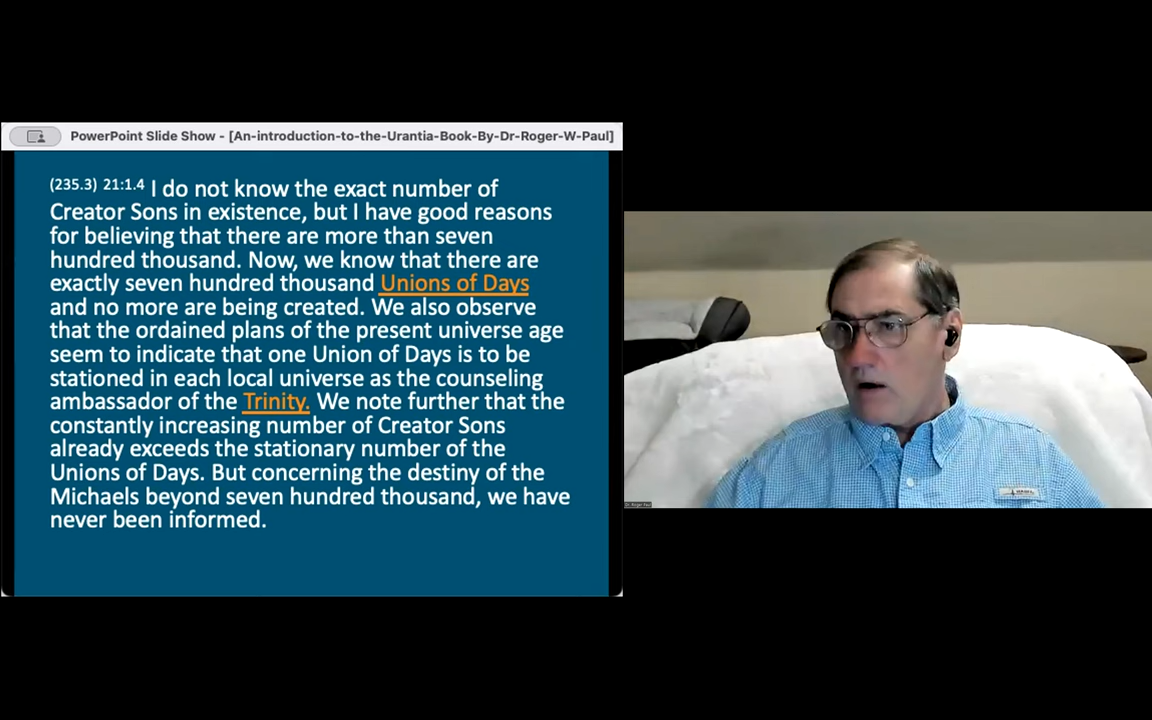 PowerPoint Slide Show - [An-introduction-to-the-Urantia-Book-By-Dr-Roger-W-Paul]
(235.3) 21:1.4 I do not know the exact number of
Creator Sons in existence, but I have good reasons
for believing that there are more than seven
hundred thousand. Now, we know that there are
exactly seven hundred thousand Unions of Days
and no more are being created. We also observe
that the ordained plans of the present universe age
seem to indicate that one Union of Days is to be
stationed in each local universe as the counseling
ambassador of the Trinity. We note further that the
constantly increasing number of Creator Sons
already exceeds the stationary number of the
Unions of Days. But concerning the destiny of the
Michaels beyond seven hundred thousand, we have
never been informed.